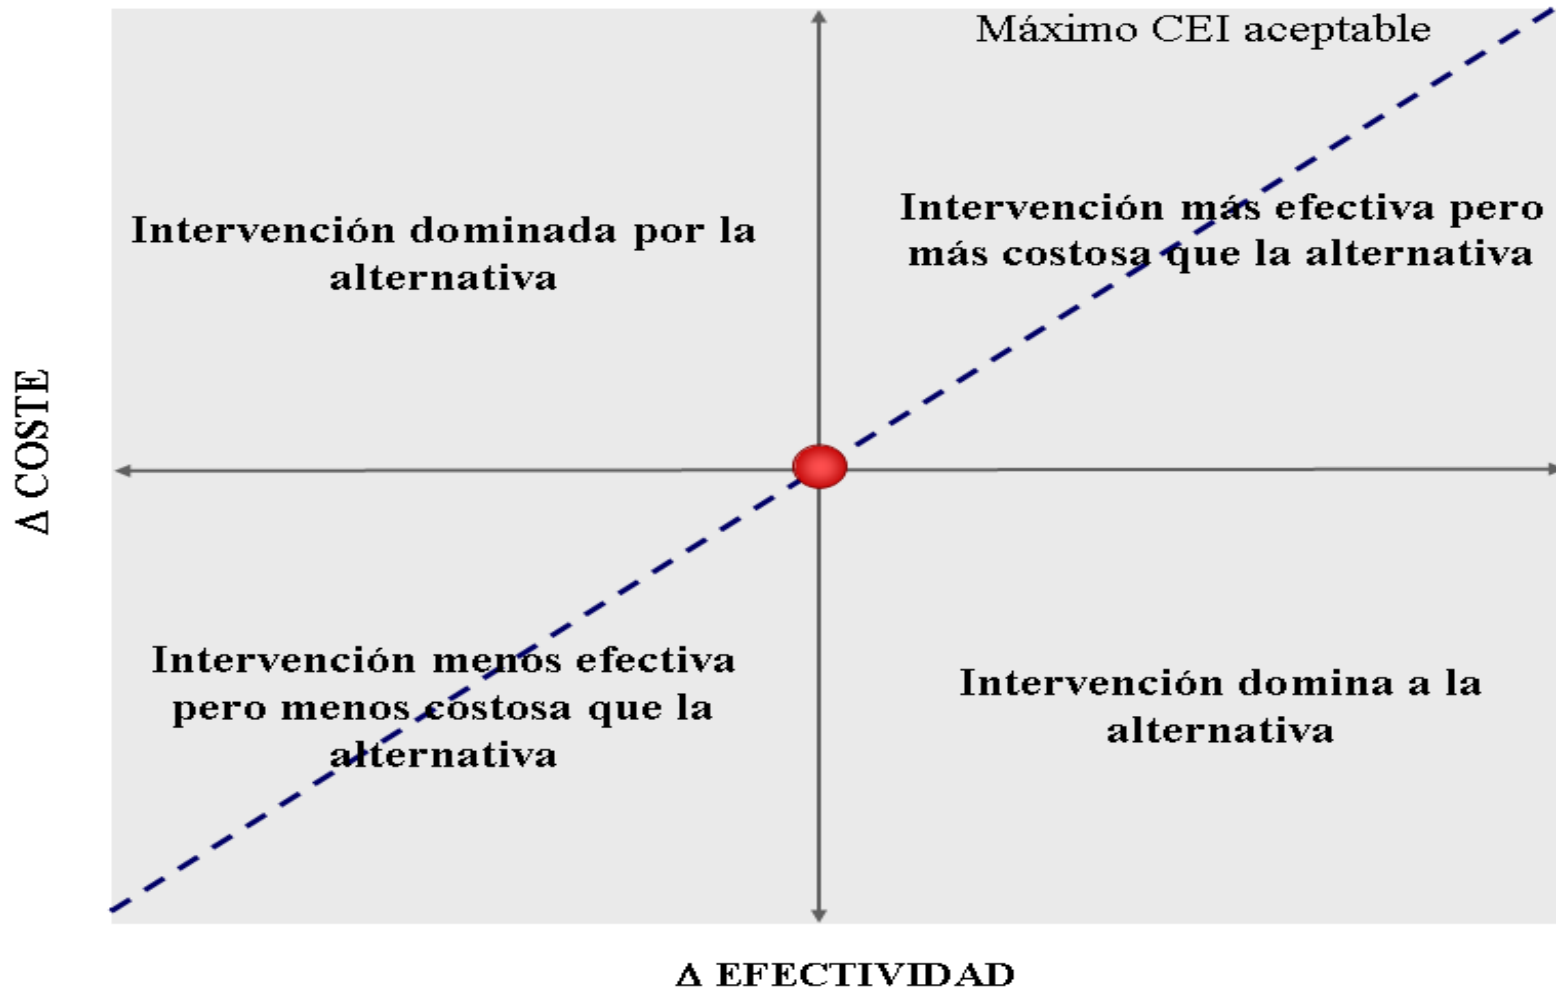 Máximo CEI aceptable
Intervención dominada por la
alternativa
Intervención más efectiva pero
más costosa que la alternativa
Δ COSTE
Intervención menos efectiva
pero menos costosa que la
alternativa
Intervención domina a la
alternativa
Δ EFECTIVIDAD